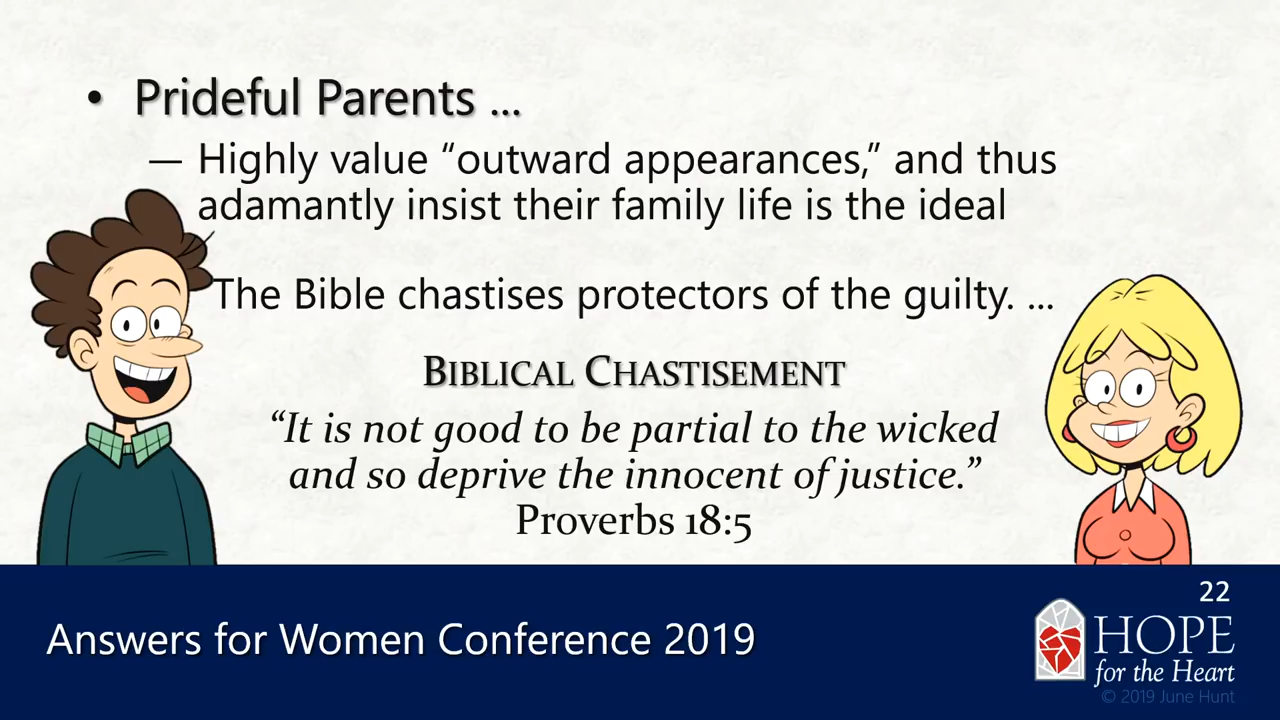 • Prideful Parents ...
— Highly value “outward appearances,” and thus
adamantly insist their family life is the ideal
The Bible chastises protectors of the guilty. ...
BIBLICAL CHASTISEMENT
“It is not good to be partial to the wicked
and so deprive the innocent of justice.”
Proverbs 18:5
22
Answers for Women Conference 2019
HOPE
for the Heart
© 2019 June Hunt